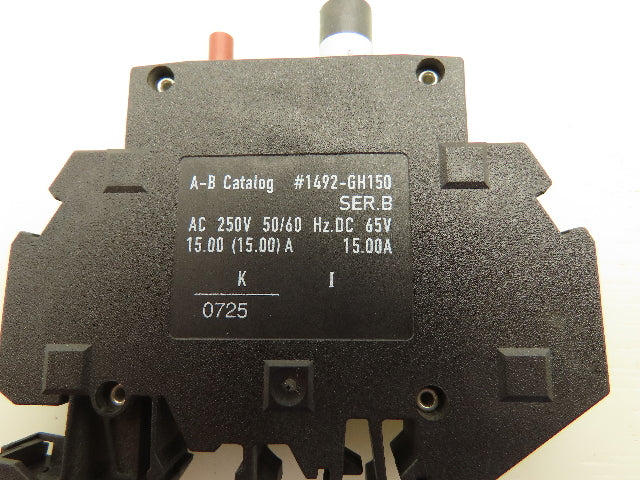 A-B Catalog #1492-GH150
SER.B
AC 250V 50/60 Hz.DC 65V
15.00 (15.00) A 15.00A
K I
0725